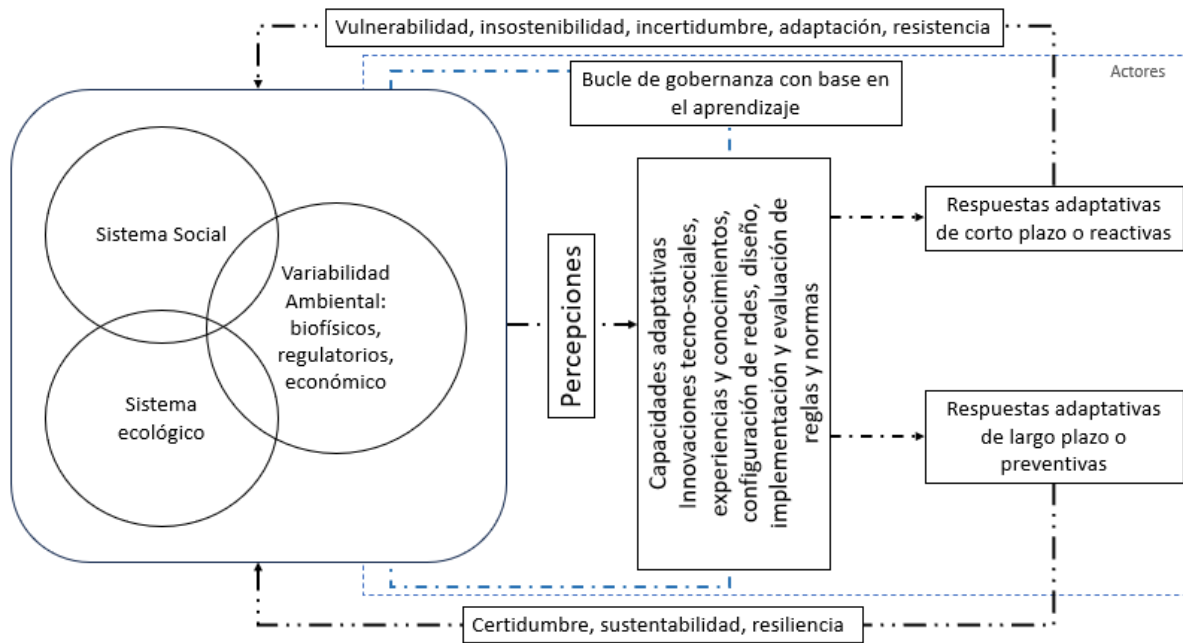 Vulnerabilidad, insostenibilidad, incertidumbre, adaptación, resistencia
Actores
Bucle de gobernanza con base en
el aprendizaje
Sistema Social
Variabilidad
Ambiental:
biofísicos,
regulatorios,
económico
Sistema
ecológico
Percepciones
Capacidades adaptativas
Innovaciones tecno-sociales,
experiencias y conocimientos,
configuración de redes, diseño,
implementación y evaluación de
reglas y normas
Respuestas adaptativas
de corto plazo o reactivas
Respuestas adaptativas
de largo plazo o
preventivas
Certidumbre, sustentabilidad, resiliencia